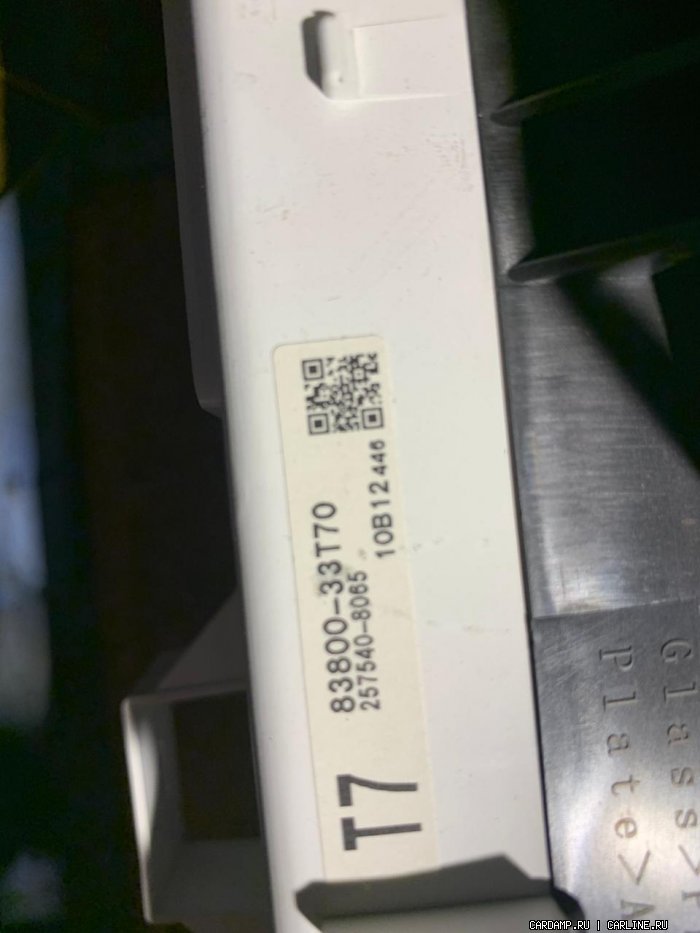 T7
83800-33T70
257540-8065
10B12446
Glass>P
Plate>A
CARDAMP.RU | CARLINE.RU